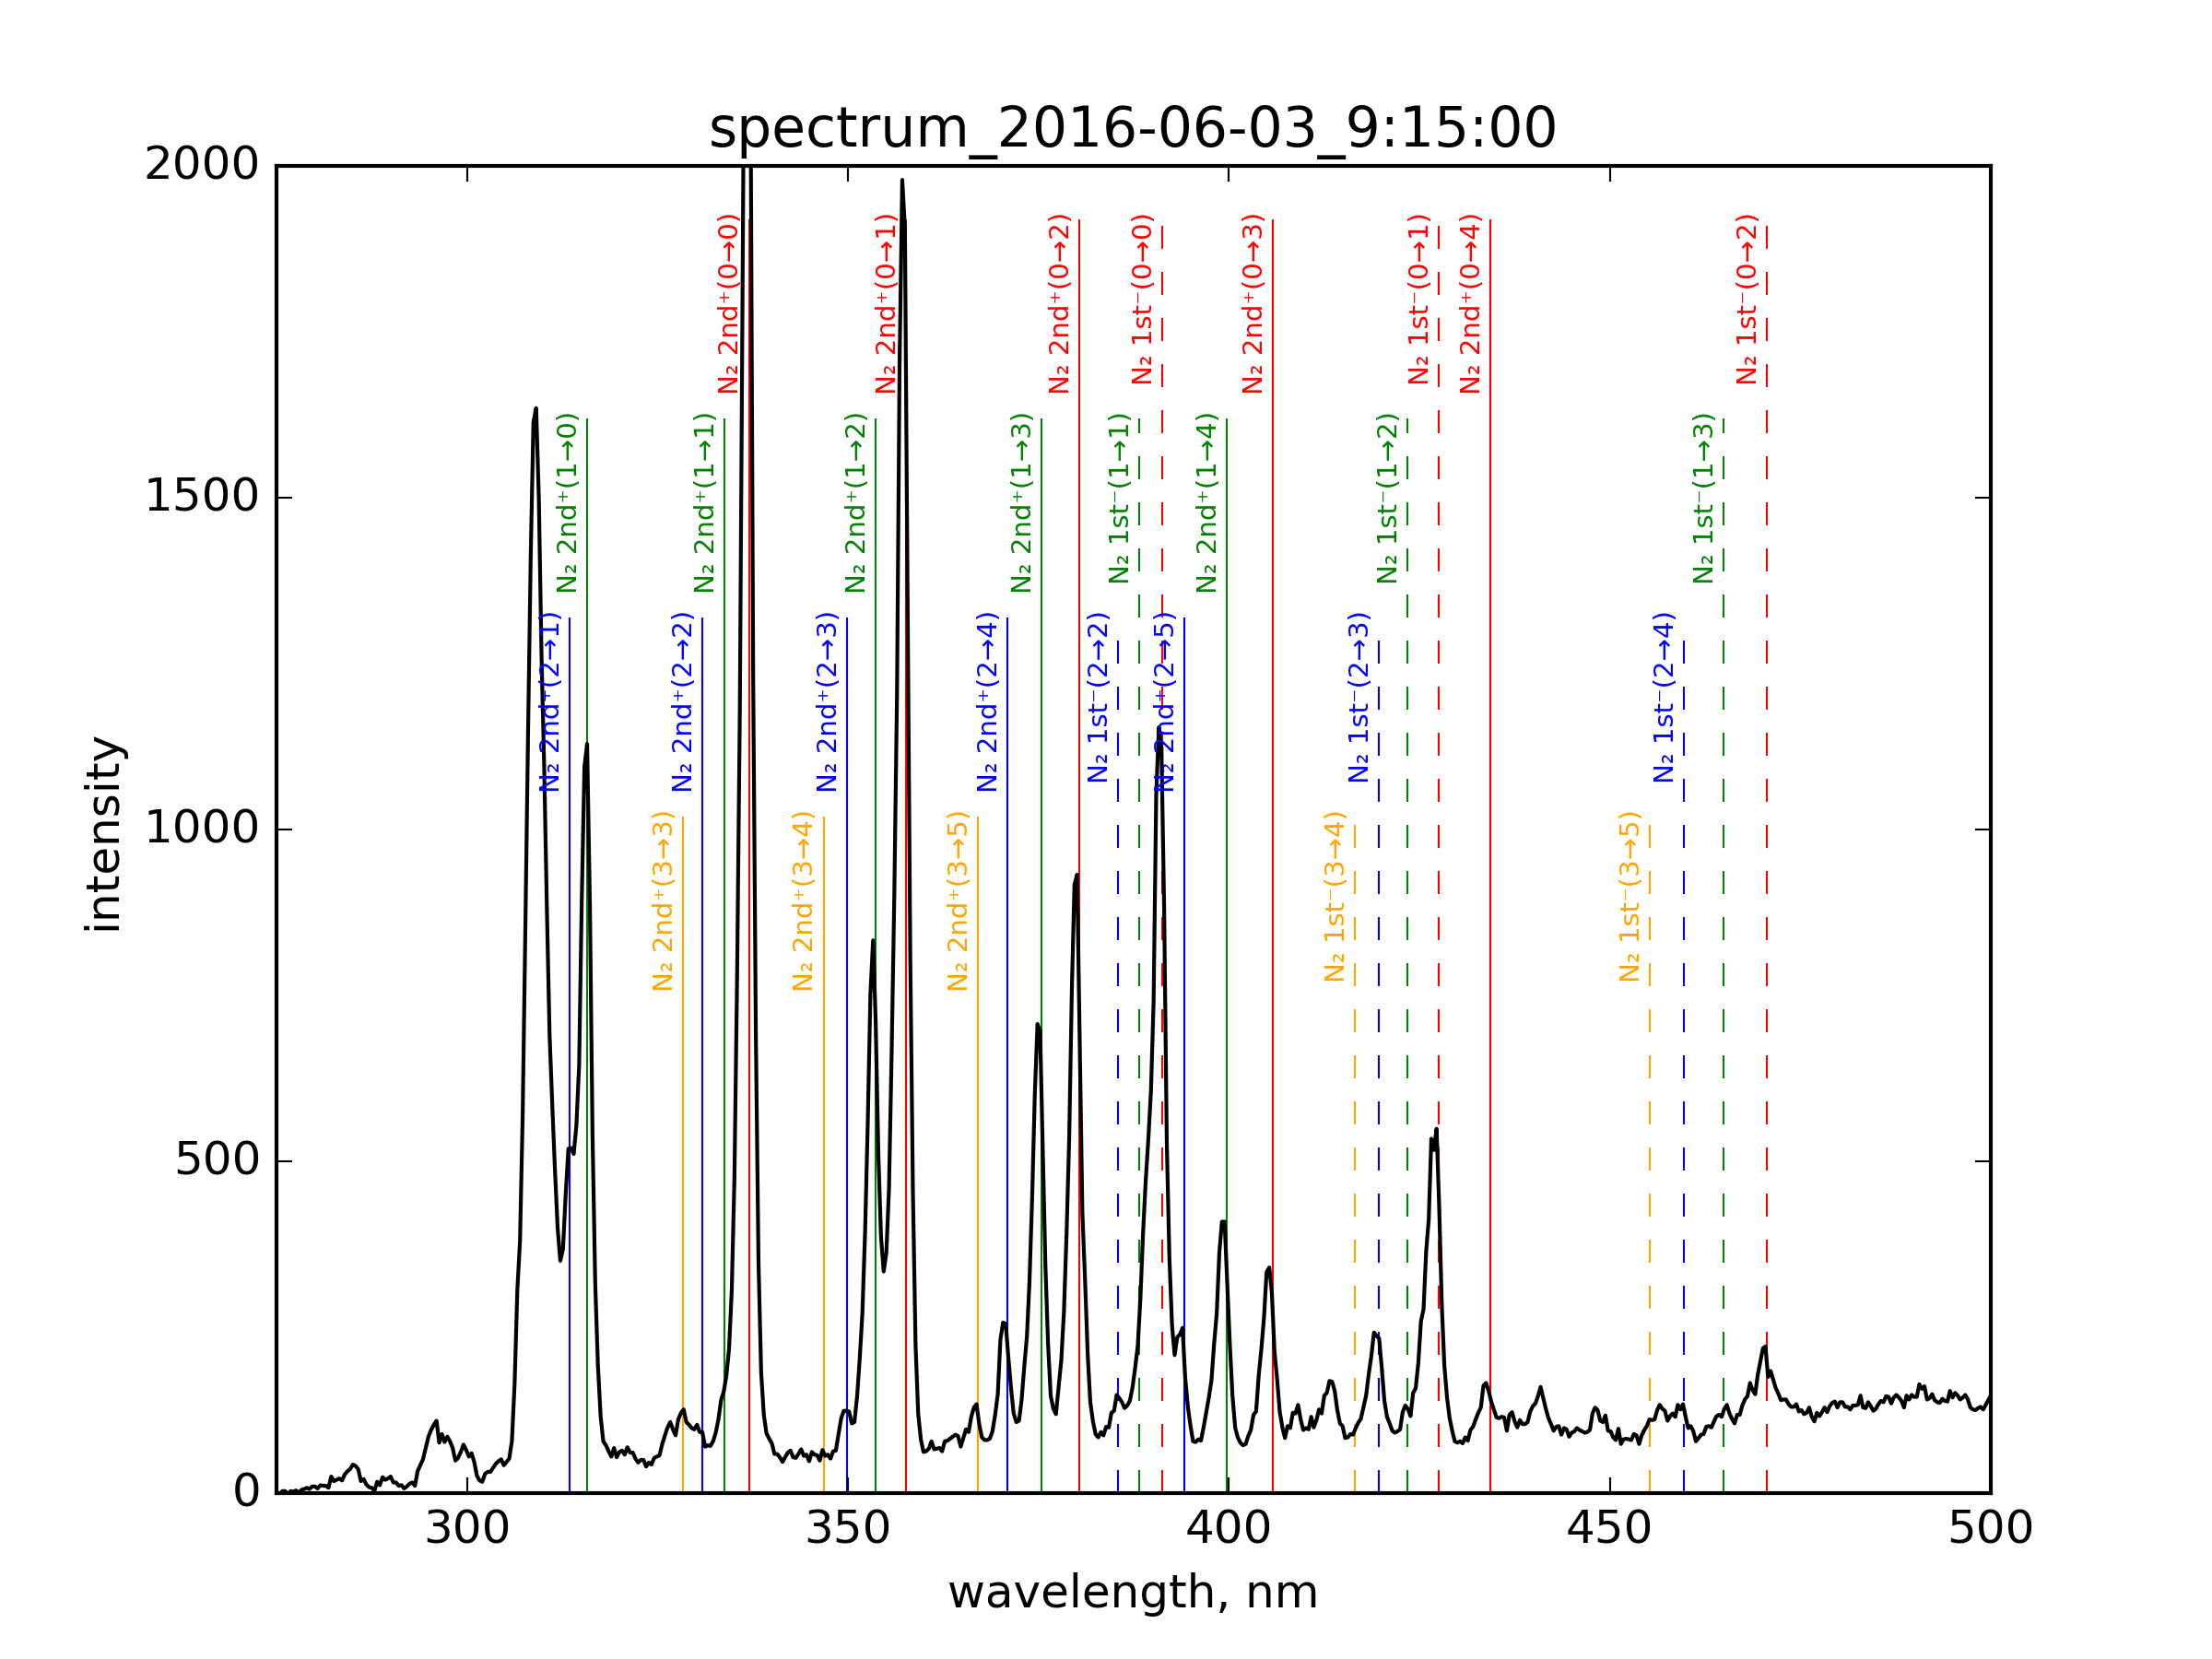 spectrum_2016-06-03_9:15:00
2000
1500
1000
500
0
intensity
N₂ 2nd⁺(0→0)
N₂ 2nd⁺(0→1)
N₂ 2nd⁺(0→2)
N₂ 1st⁻(0→0)
N₂ 2nd⁺(0→3)
N₂ 1st⁻(0→1)
N₂ 2nd⁺(0→4)
N₂ 1st⁻(0→2)
N₂ 2nd⁺(1→0)
N₂ 2nd⁺(1→1)
N₂ 2nd⁺(1→2)
N₂ 2nd⁺(1→3)
N₂ 1st⁻(1→1)
N₂ 2nd⁺(1→4)
N₂ 1st⁻(1→2)
N₂ 1st⁻(1→3)
N₂ 2nd⁺(2→1)
N₂ 2nd⁺(2→2)
N₂ 2nd⁺(2→3)
N₂ 2nd⁺(2→4)
N₂ 1st⁻(2→2)
N₂ 2nd⁺(2→5)
N₂ 1st⁻(2→3)
N₂ 1st⁻(2→4)
N₂ 2nd⁺(3→3)
N₂ 2nd⁺(3→4)
N₂ 2nd⁺(3→5)
N₂ 1st⁻(3→4)
N₂ 1st⁻(3→5)
300
350
400
450
500
wavelength, nm